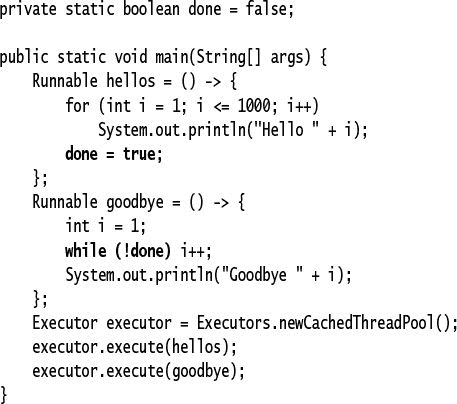 private static boolean done = false;
public static void main(String[] args) {
Runnable hellos = () -> {
for (int i = 1; i <= 1000; i++)
System.out.println("Hello " + i);
done = true;
};
Runnable goodbye = () -> {
int i = 1;
while (!done) i++;
System.out.println("Goodbye " + i);
};
Executor executor = Executors.newCachedThreadPool();
executor.execute(hellos);
executor.execute(goodbye);
}